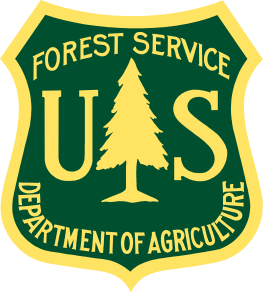 FOREST SERVICE
U S
DEPARTMENT OF AGRICULTURE